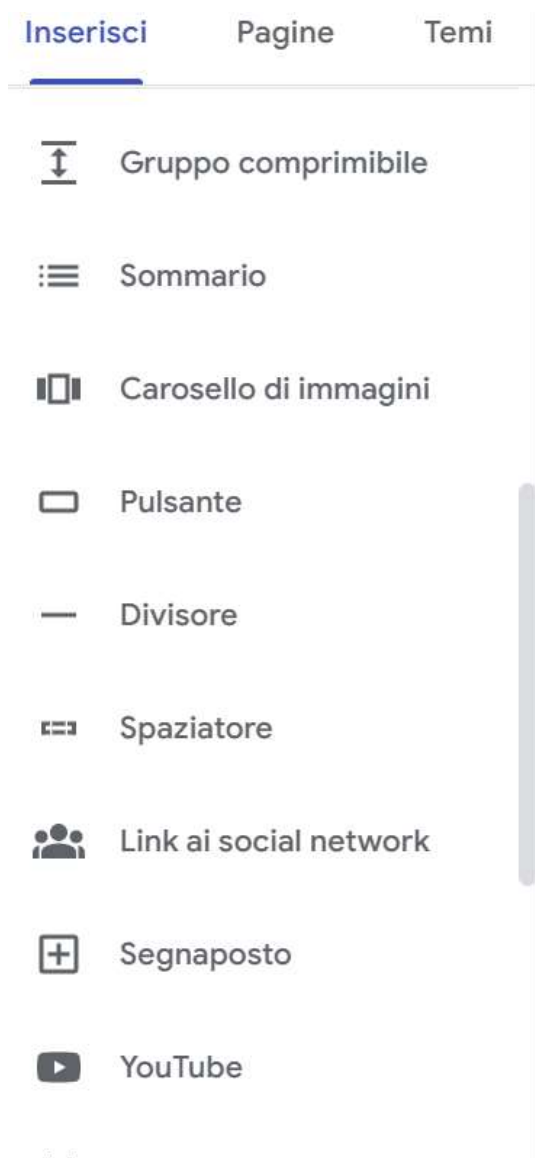 Inserisci Pagine Temi
Gruppo comprimibile
Sommario
Carosello di immagini
Pulsante
Divisore
Spaziatore
Link ai social network
Segnaposto
YouTube